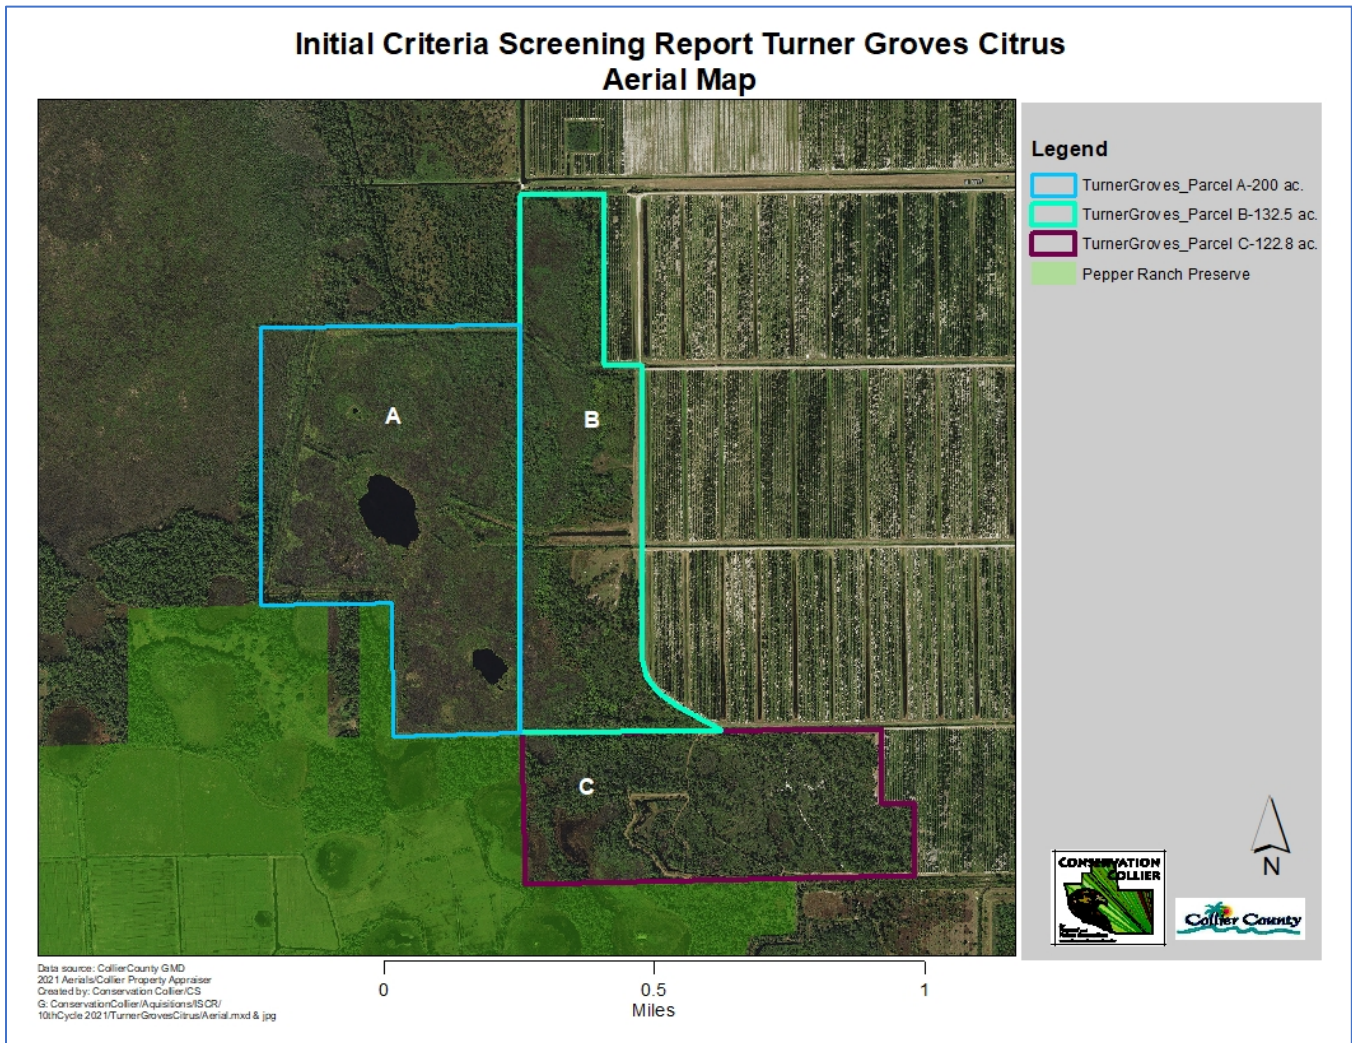 Initial Criteria Screening Report Turner Groves Citrus
Aerial Map
Legend
TurnerGroves_Parcel A-200 ac.
TurnerGroves_Parcel B-132.5 ac.
TurnerGroves_Parcel C-122.8 ac.
Pepper Ranch Preserve
A
B
C
N
CONSERVATION
COLLIER
Collier County
Data source: CollierCounty GMD
2021 Aerials/Collier Property Appraiser
Created by: Conservation Collier/CS
G: ConservationCollier/Aquisitions/ISCR/
10thCycle 2021/TurnerGrovesCitrus/Aerial.mxd & jpg
0 0.5 1
Miles